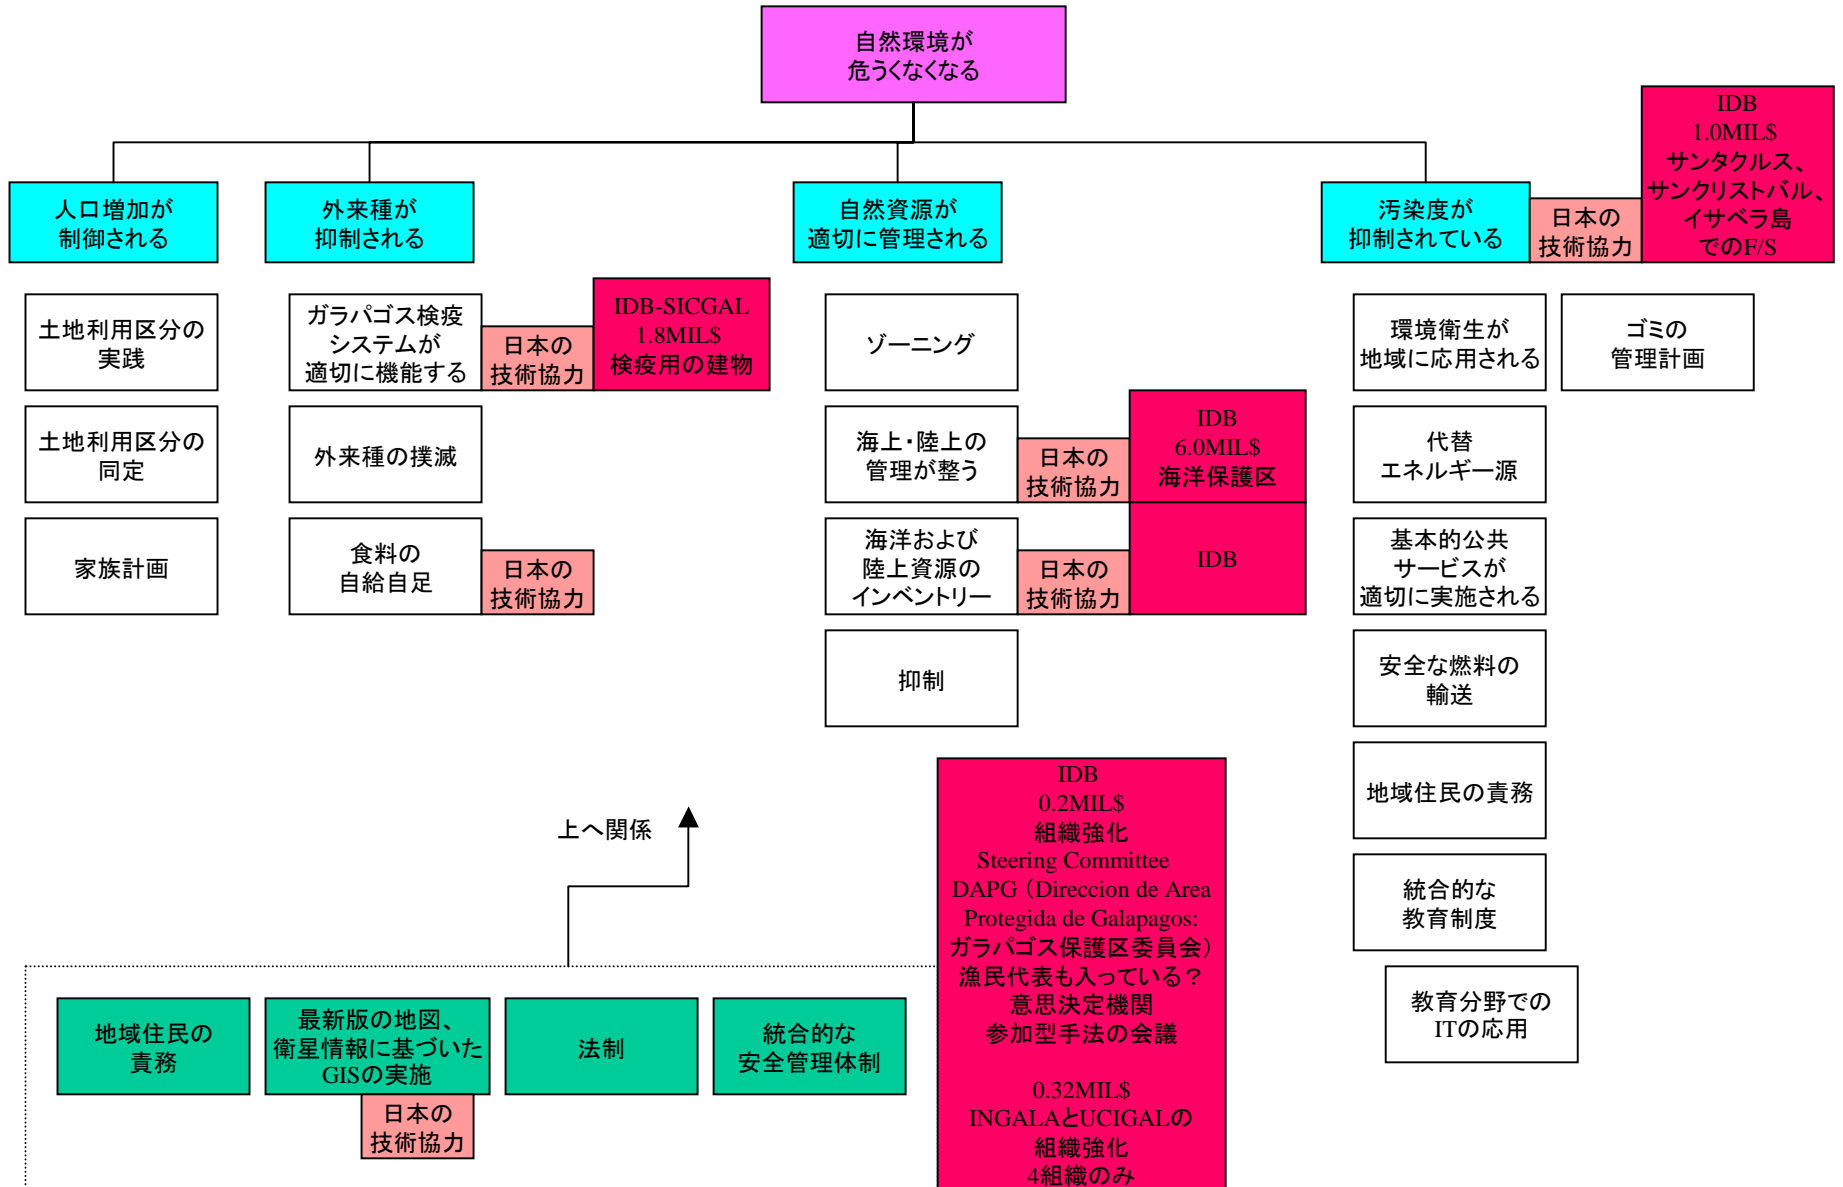 自然環境が
危うくなくなる
人口増加が
制御される
外来種が
抑制される
自然資源が
適切に管理される
汚染度が
抑制されている
日本の
技術協力
IDB
1.0MIL$
サンタクルス、
サンクリストバル、
イサベラ島
でのF/S
土地利用区分の
実践
土地利用区分の
同定
家族計画
ガラパゴス検疫
システムが
適切に機能する
日本の
技術協力
IDB-SICGAL
1.8MIL$
検疫用の建物
外来種の撲滅
食料の
自給自足
日本の
技術協力
ゾーニング
海上・陸上の
管理が整う
日本の
技術協力
IDB
6.0MIL$
海洋保護区
海洋および
陸上資源の
インベントリー
日本の
技術協力
IDB
抑制
環境衛生が
地域に応用される
ゴミの
管理計画
代替
エネルギー源
基本的公共
サービスが
適切に実施される
安全な燃料の
輸送
地域住民の責務
統合的な
教育制度
教育分野での
ITの応用
上へ関係
地域住民の
責務
最新版の地図、
衛星情報に基づいた
GISの実施
日本の
技術協力
法制
統合的な
安全管理体制
IDB
0.2MIL$
組織強化
Steering Committee
DAPG（Direccion de Area
Protegida de Galapagos:
ガラパゴス保護区委員会）
漁民代表も入っている？
意思決定機関
参加型手法の会議
0.32MIL$
INGALAとUCIGALの
組織強化
4組織のみ